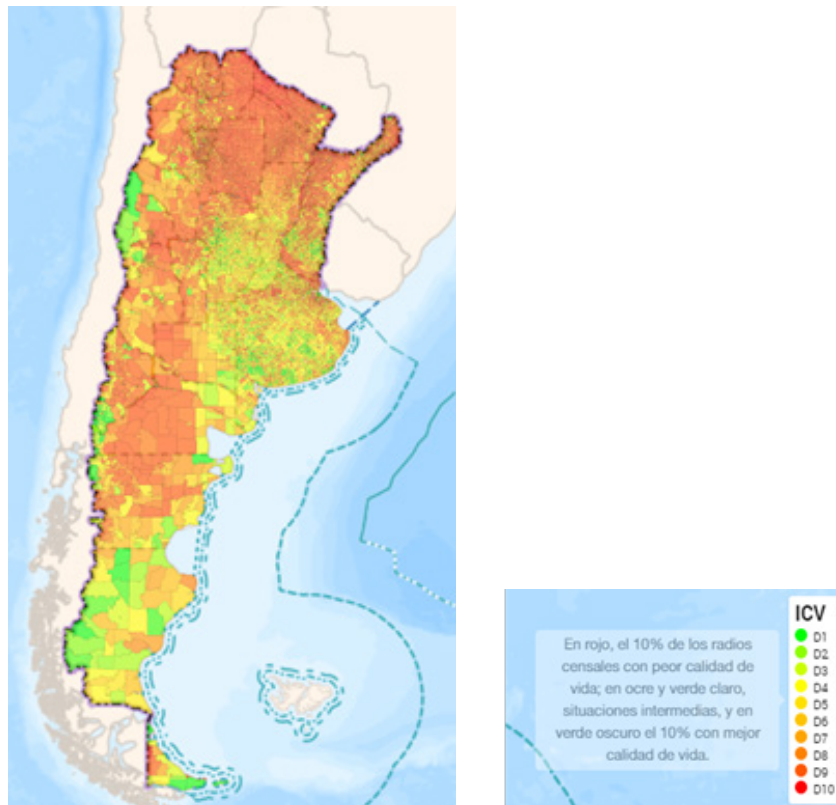 En rojo, el 10% de los radios
censales con peor calidad de
vida; en ocre y verde claro,
situaciones intermedias, y en
verde oscuro el 10% con mejor
calidad de vida.
ICV
D1
D2
D3
D4
D5
D6
D7
D8
D9
D10